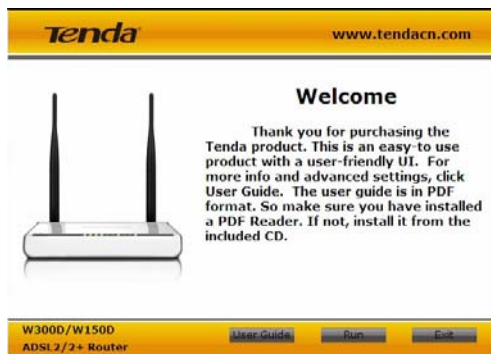 Tenda
www.tendacn.com
Welcome
Thank you for purchasing the
Tenda product. This is an easy-to use
product with a user-friendly UI. For
more info and advanced settings, click
User Guide. The user guide is in PDF
format. So make sure you have installed
a PDF Reader. If not, install it from the
included CD.
W300D/W150D
ADSL2/2+ Router
User Guide
Run
Exit